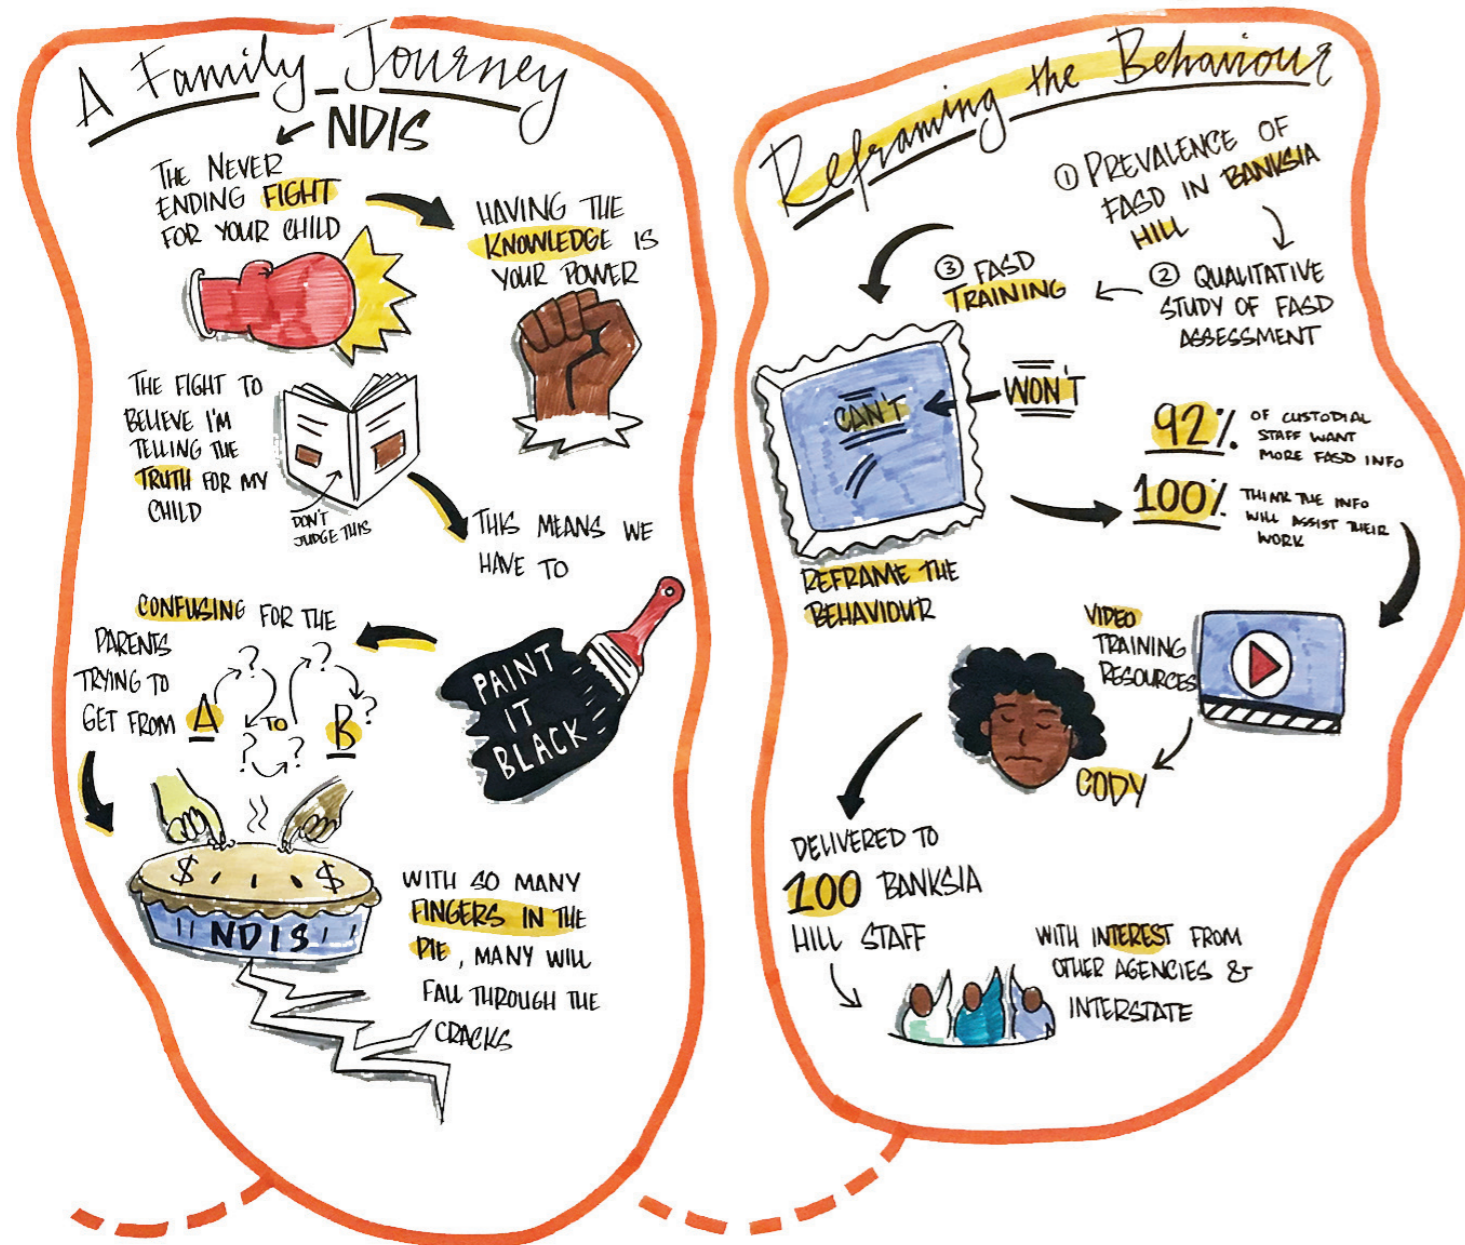 A Family Journey
NDIS
THE NEVER
ENDING FIGHT
FOR YOUR CHILD
HAVING THE
KNOWLEDGE IS
YOUR POWER
THE FIGHT TO
BELIEVE I'M
TELLING THE
TRUTH FOR MY
CHILD
DON'T
JUDGE THIS
THIS MEANS WE
HAVE TO
PAINT
IT
BLACK
CONFUSING FOR THE
PARENTS
TRYING TO
GET FROM A TO B
? ? ?
? ?
$ $
NDIS
WITH SO MANY
FINGERS IN THE
PIE, MANY WILL
FALL THROUGH THE
CRACKS
Reframing the Behaviour
① PREVALENCE OF
FASD IN BANKSIA
HILL
② QUALITATIVE
STUDY OF FASD
ASSESSMENT
③ FASD
TRAINING
CAN'T
WON'T
REFRAME THE
BEHAVIOUR
92% OF CUSTODIAL
STAFF WANT
MORE FASD INFO
100% THINK THE INFO
WILL ASSIST THEIR
WORK
VIDEO
TRAINING
RESOURCES
CODY
DELIVERED TO
100 BANKSIA
HILL STAFF
WITH INTEREST FROM
OTHER AGENCIES &
INTERSTATE